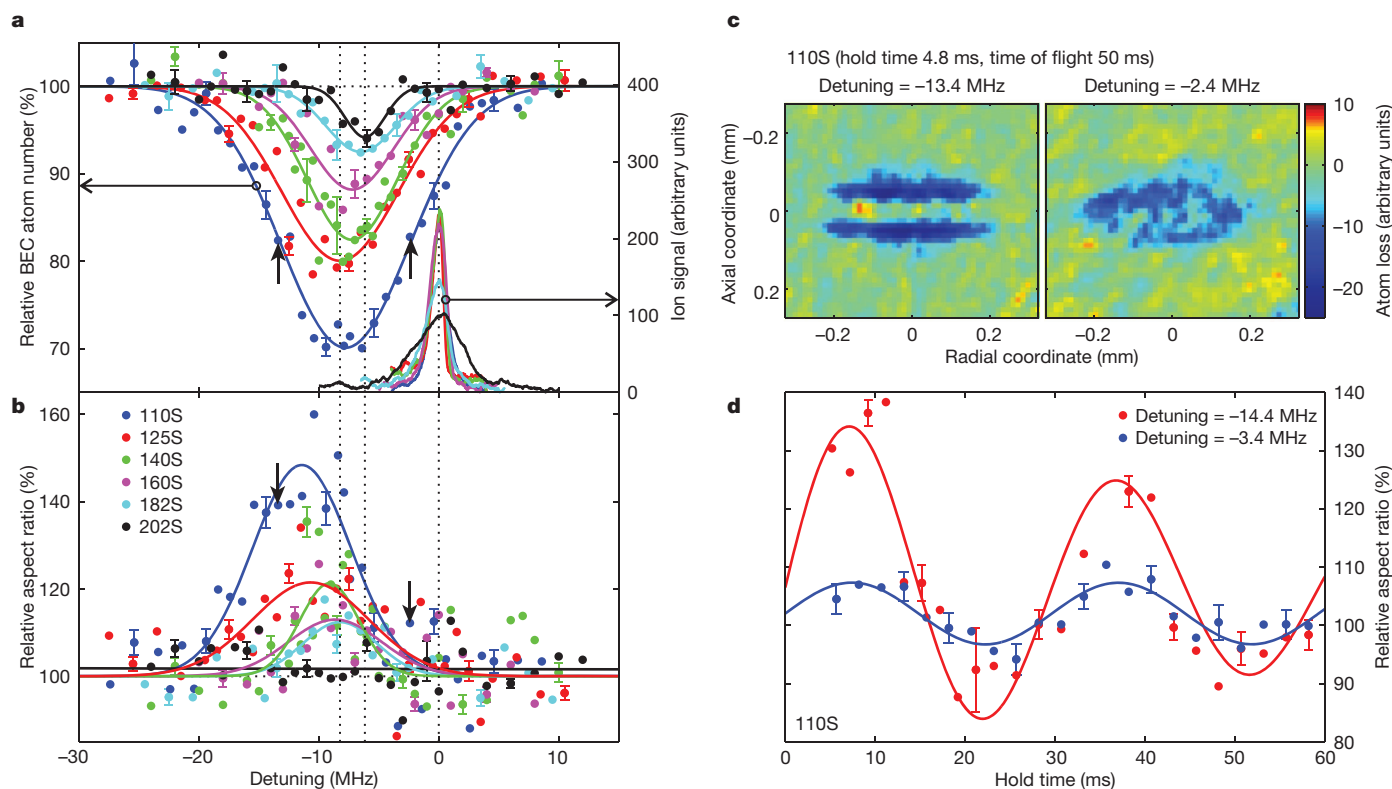 a
Relative BEC atom number (%)
100
90
80
70
400
300
200
100
0
Ion signal (arbitrary units)
b
Relative aspect ratio (%)
160
140
120
100
110S
125S
140S
160S
182S
202S
−30 −20 −10 0 10
Detuning (MHz)
c
110S (hold time 4.8 ms, time of flight 50 ms)
Detuning = −13.4 MHz
Detuning = −2.4 MHz
Axial coordinate (mm)
−0.2
0
0.2
−0.2 0 0.2
−0.2 0 0.2
Radial coordinate (mm)
10
0
−10
−20
Atom loss (arbitrary units)
d
Detuning = −14.4 MHz
Detuning = −3.4 MHz
140
130
120
110
100
90
80
Relative aspect ratio (%)
110S
0 10 20 30 40 50 60
Hold time (ms)